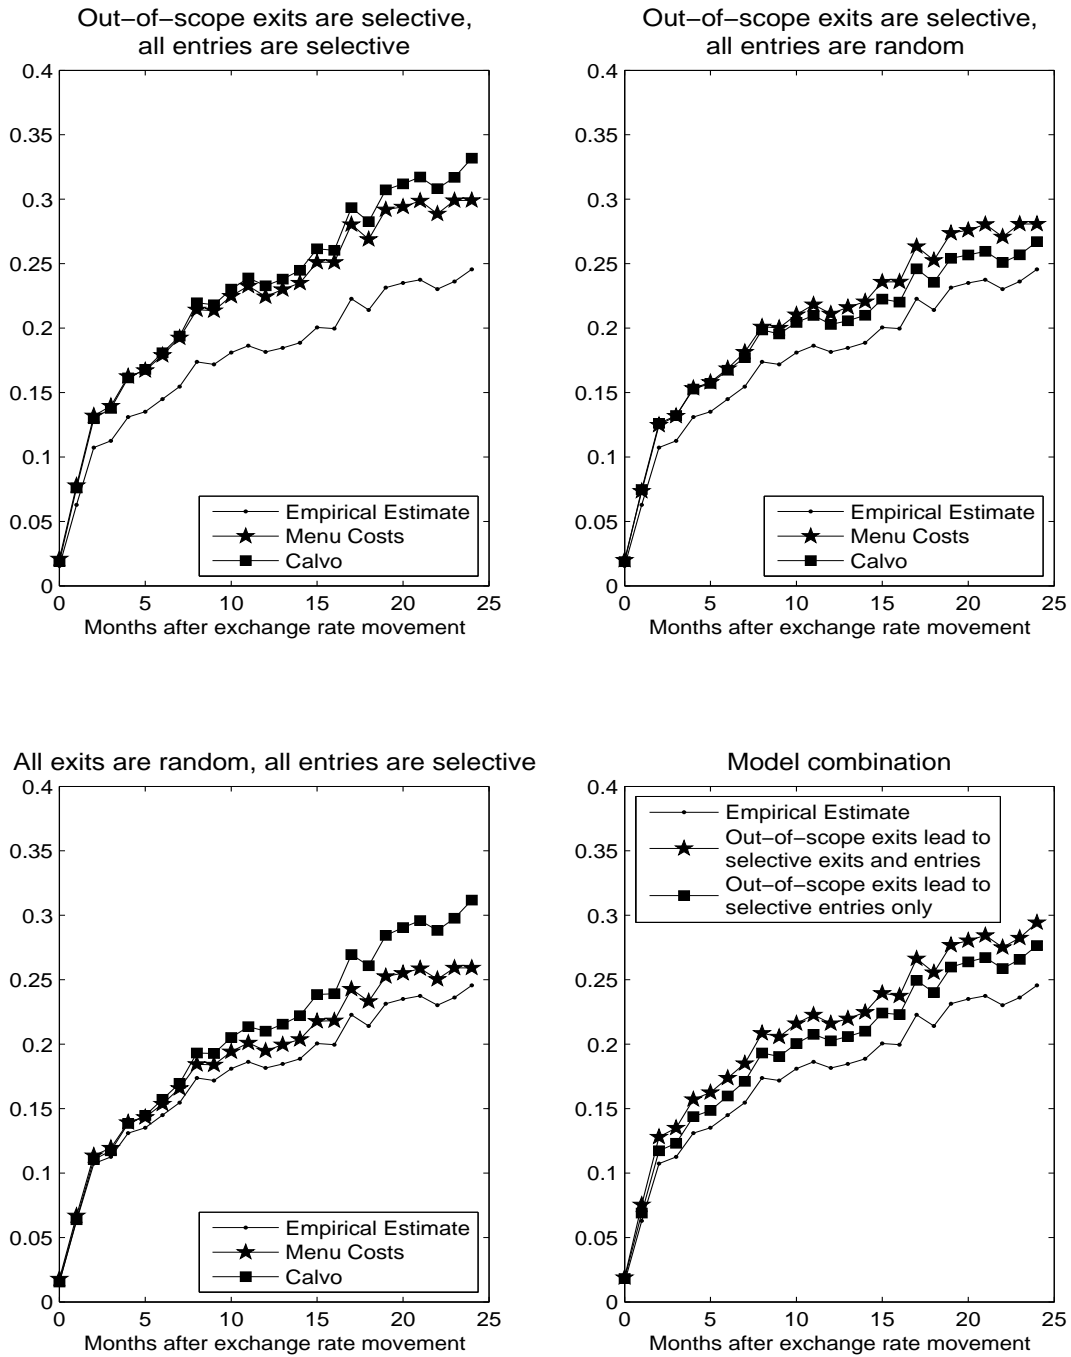 Out-of-scope exits are selective,
all entries are selective
0.4
0.35
0.3
0.25
0.2
0.15
0.1
0.05
0
0
5
10
15
20
25
Months after exchange rate movement
Empirical Estimate
Menu Costs
Calvo
Out-of-scope exits are selective,
all entries are random
0.4
0.35
0.3
0.25
0.2
0.15
0.1
0.05
0
0
5
10
15
20
25
Months after exchange rate movement
Empirical Estimate
Menu Costs
Calvo
All exits are random, all entries are selective
0.4
0.35
0.3
0.25
0.2
0.15
0.1
0.05
0
0
5
10
15
20
25
Months after exchange rate movement
Empirical Estimate
Menu Costs
Calvo
Model combination
0.4
0.35
0.3
0.25
0.2
0.15
0.1
0.05
0
0
5
10
15
20
25
Months after exchange rate movement
Empirical Estimate
Out-of-scope exits lead to
selective exits and entries
Out-of-scope exits lead to
selective entries only